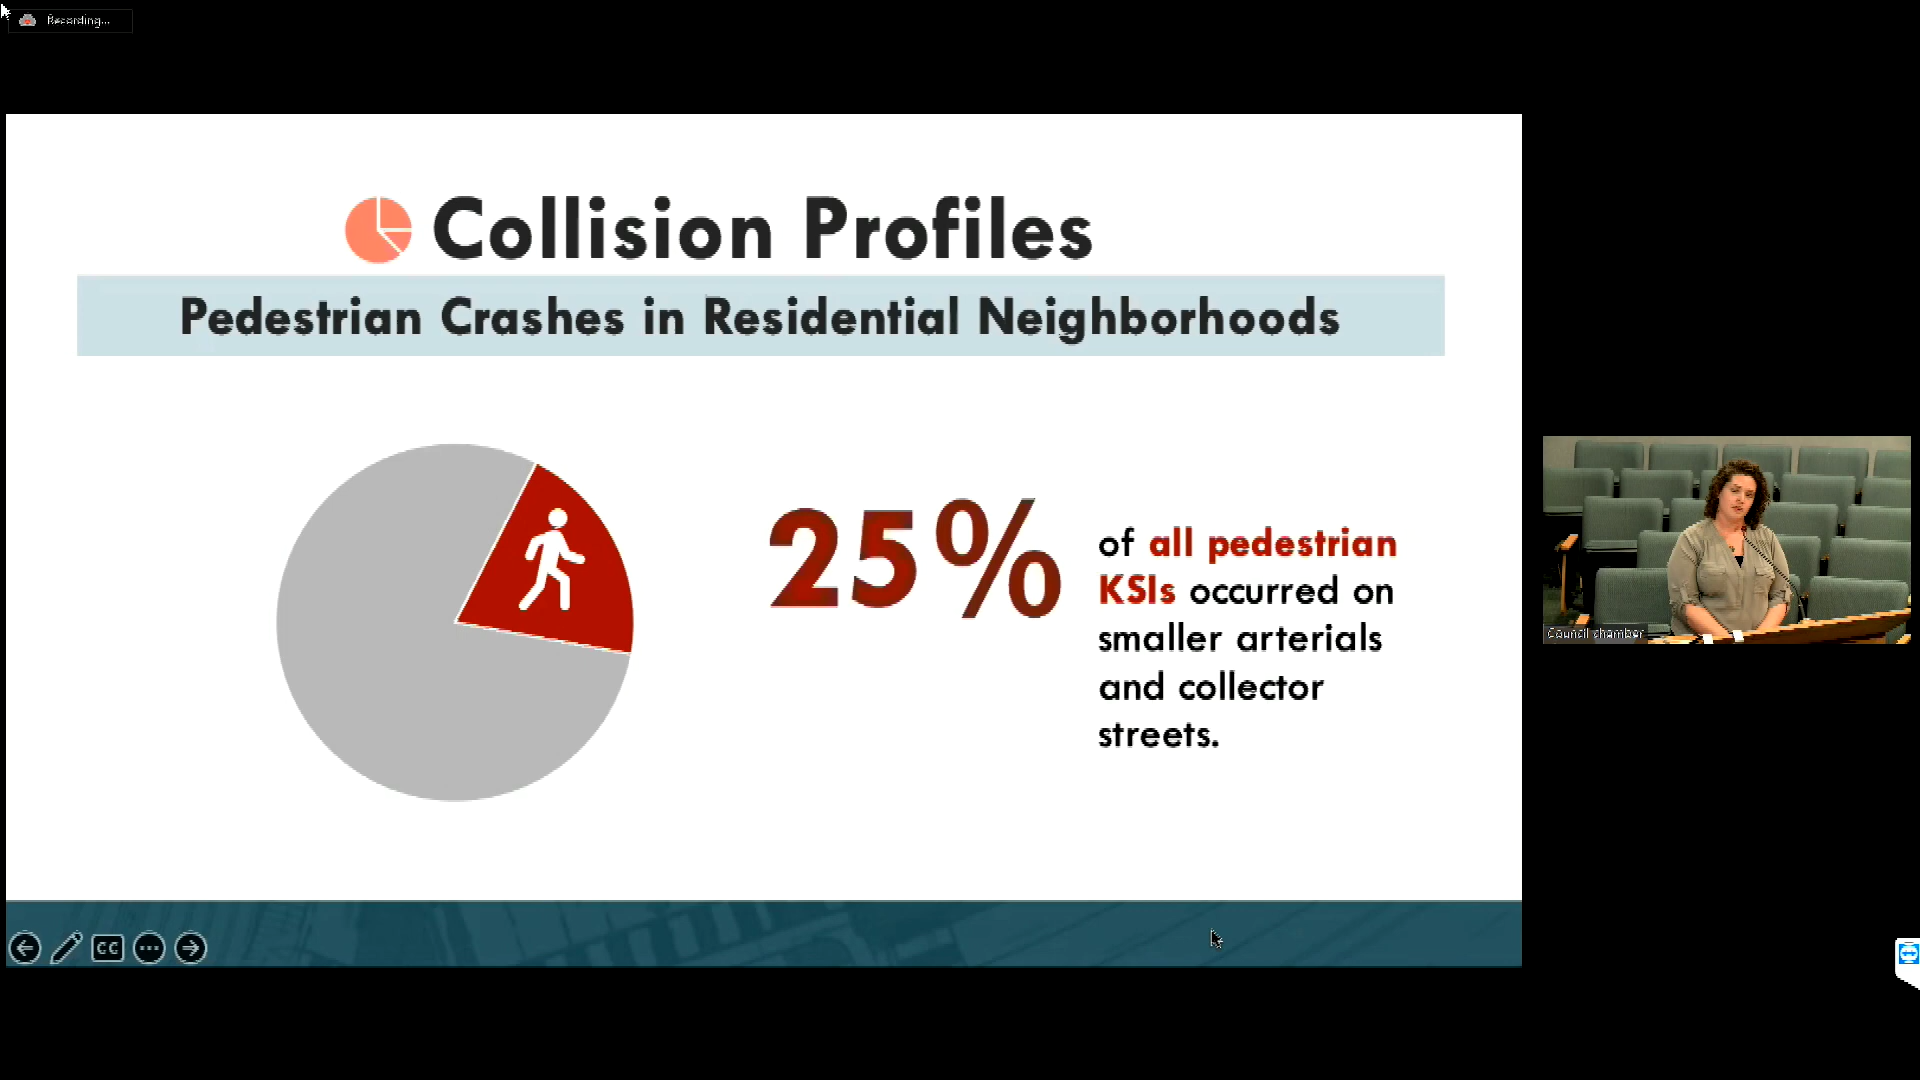 Recording...
Collision Profiles
Pedestrian Crashes in Residential Neighborhoods
25%
of all pedestrian
KSIs occurred on
smaller arterials
and collector
streets.
Council chamber
CC